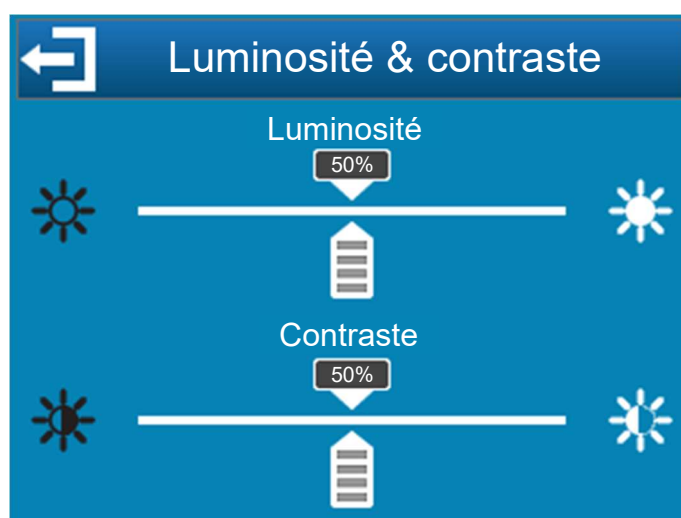 Luminosité & contraste
Luminosité
50%
Contraste
50%